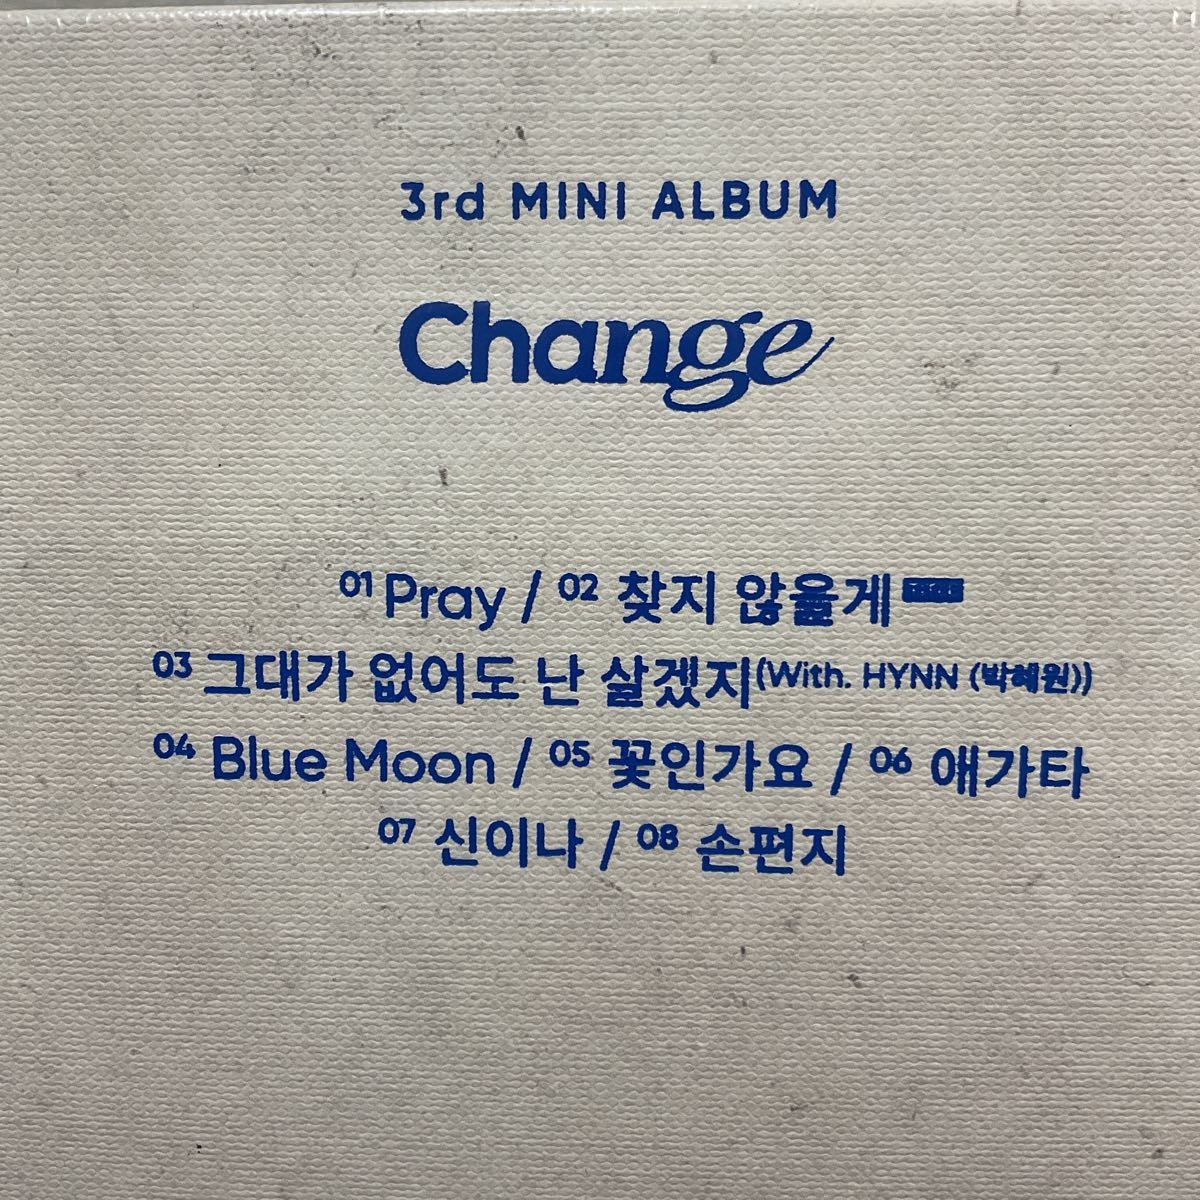 3rd MINI ALBUM
Change
01 Pray / 02 찾지 않을게
03 그대가 없어도 난 살겠지(With. HYNN (박혜원))
04 Blue Moon / 05 꽃인가요 / 06 애가타
07 신이나 / 08 손편지